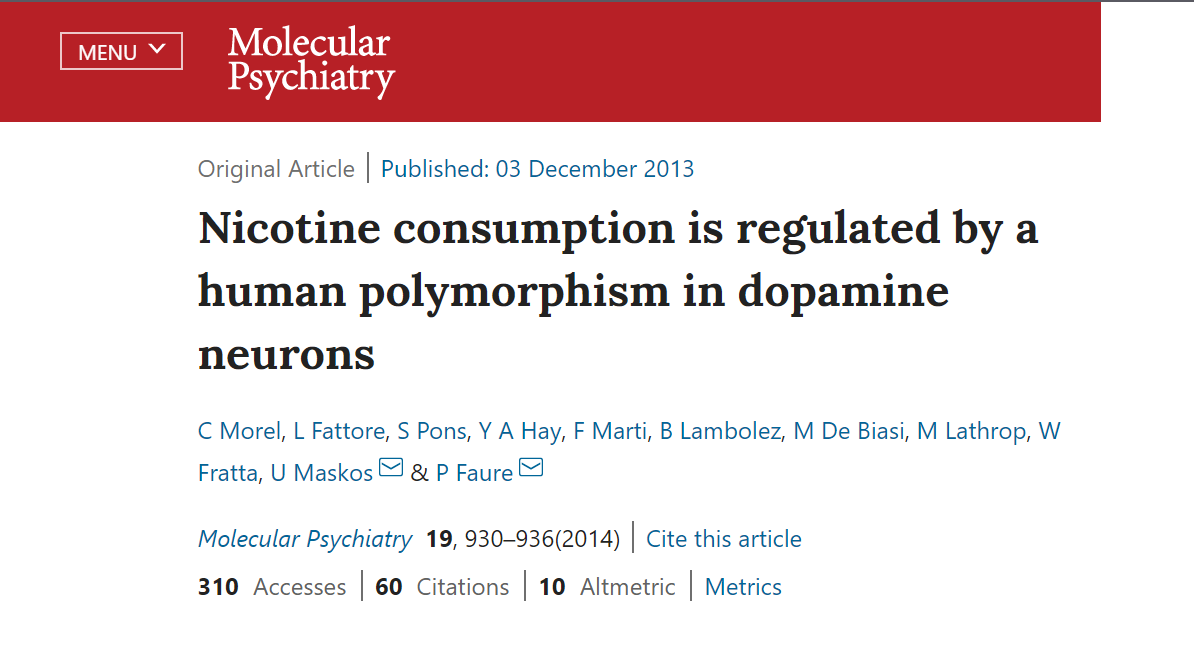 MENU
Molecular
Psychiatry
Original Article | Published: 03 December 2013
Nicotine consumption is regulated by a
human polymorphism in dopamine
neurons
C Morel, L Fattore, S Pons, Y A Hay, F Marti, B Lambolez, M De Biasi, M Lathrop, W
Fratta, U Maskos & P Faure
Molecular Psychiatry 19, 930–936(2014) | Cite this article
310 Accesses | 60 Citations | 10 Altmetric | Metrics